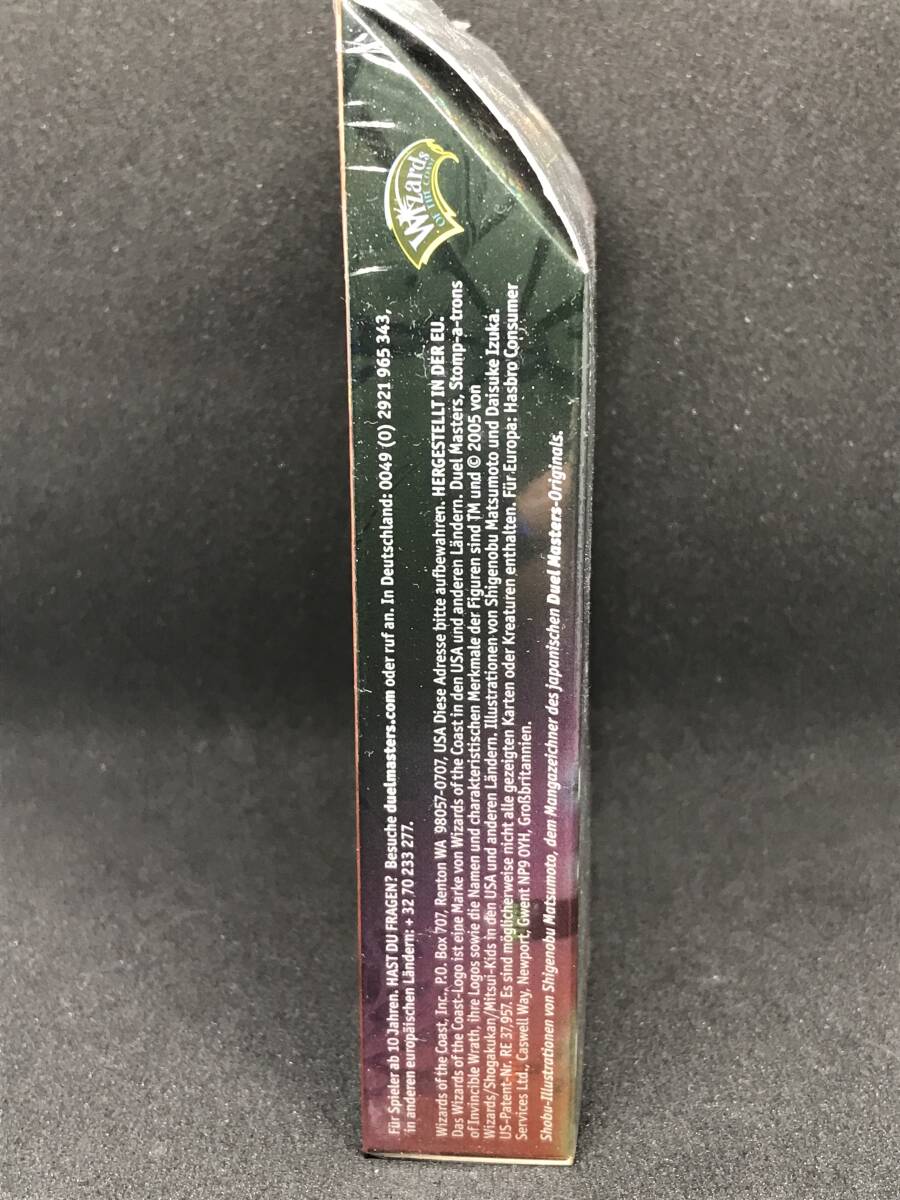 Wizards
OF THE COAST
Für Spieler ab 10 Jahren. HAST DU FRAGEN? Besuche duelmasters.com oder ruf an. In Deutschland: 0049 (0) 2921 965 343,
in anderen europäischen Ländern: + 32 70 233 277.
Wizards of the Coast, Inc., P.O. Box 707, Renton WA 98057-0707, USA Diese Adresse bitte aufbewahren. HERGESTELLT IN DER EU.
Das Wizards of the Coast-Logo ist eine Marke von Wizards of the Coast in den USA und anderen Ländern. Duel Masters, Stomp-a-trons
of Invincible Wrath, ihre Logos sowie die Namen und charakteristischen Merkmale der Figuren sind TM und © 2005 von
Wizards/Shogakukan/Mitsui-Kids in den USA und anderen Ländern. Illustrationen von Shigenobu Matsumoto und Daisuke Izuka.
US-Patent-Nr. RE 37,957. Es sind möglicherweise nicht alle gezeigten Karten oder Kreaturen enthalten. Für Europa: Hasbro Consumer
Services Ltd., Caswell Way, Newport, Gwent NP9 0YH, Großbritannien.
Shobu-Illustrationen von Shigenobu Matsumoto, dem Mangazeichner des japanischen Duel Masters-Originals.